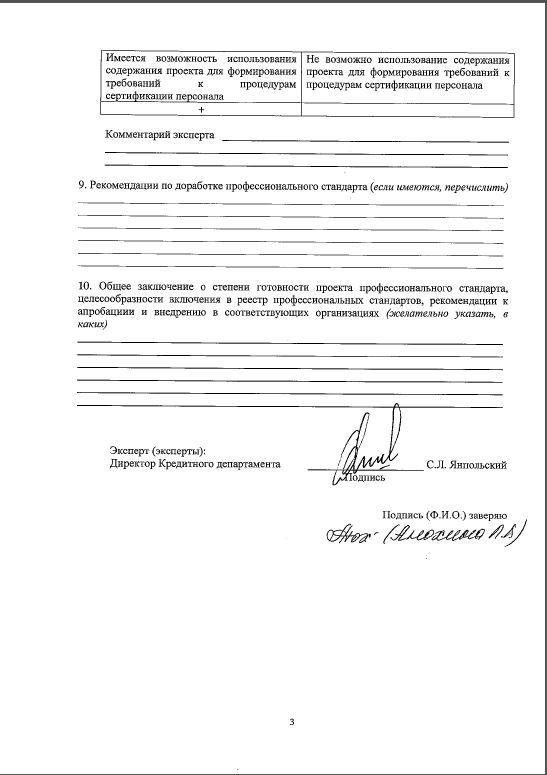 Имеется возможность использования
содержания проекта для формирования
требований к процедурам
сертификации персонала
Не возможно использование содержания
проекта для формирования требований к
процедурам сертификации персонала
+
Комментарий эксперта
9. Рекомендации по доработке профессионального стандарта (если имеются, перечислить)
10. Общее заключение о степени готовности проекта профессионального стандарта,
целесообразности включения в реестр профессиональных стандартов, рекомендации к
апробациии и внедрению в соответствующих организациях (желательно указать, в
каких)
Эксперт (эксперты):
Директор Кредитного департамента
С.Л. Янпольский
Подпись
Подпись (Ф.И.О.) заверяю
3